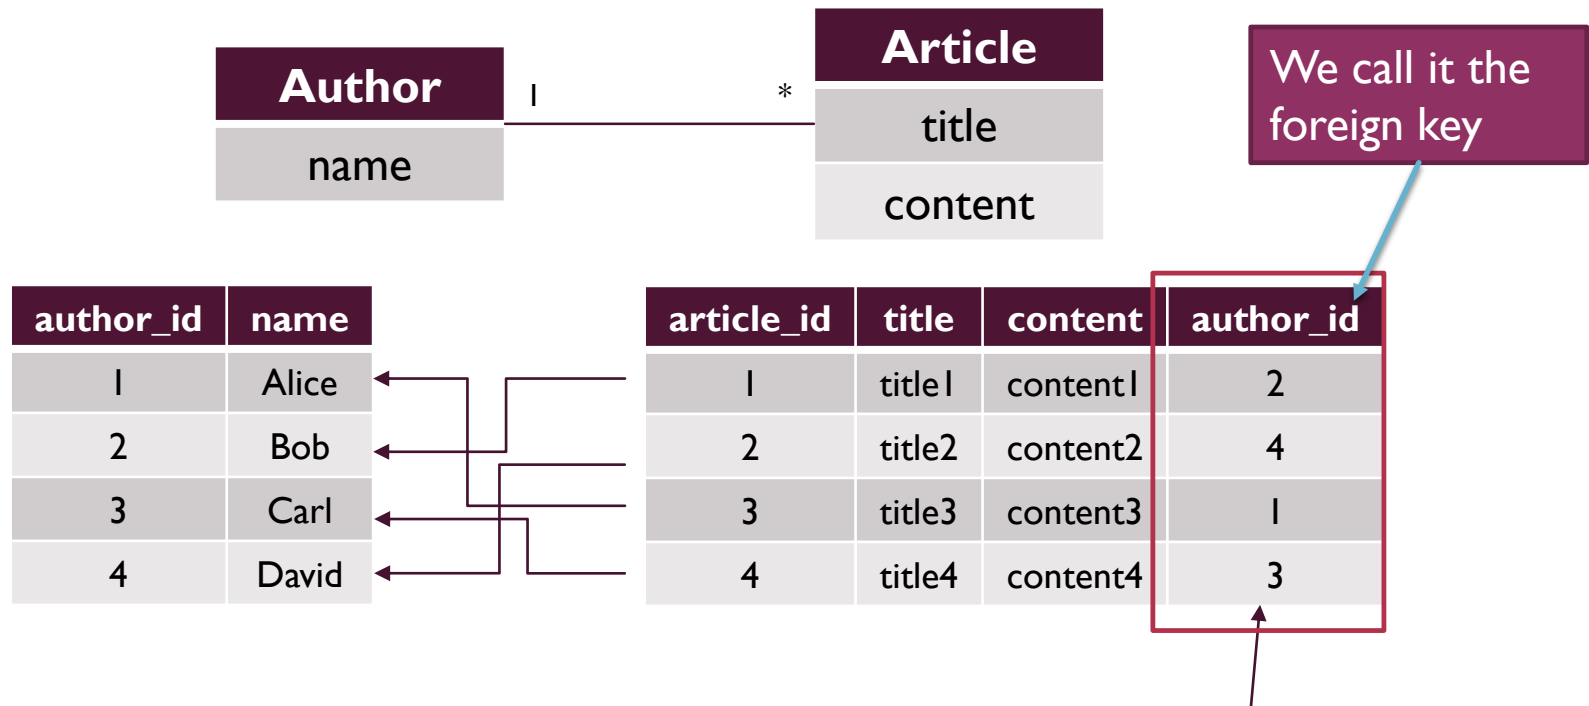 Author
name
1 *
Article
title
content
We call it the
foreign key
author_id name
1 Alice
2 Bob
3 Carl
4 David
article_id title content author_id
1 title1 content1 2
2 title2 content2 4
3 title3 content3 1
4 title4 content4 3